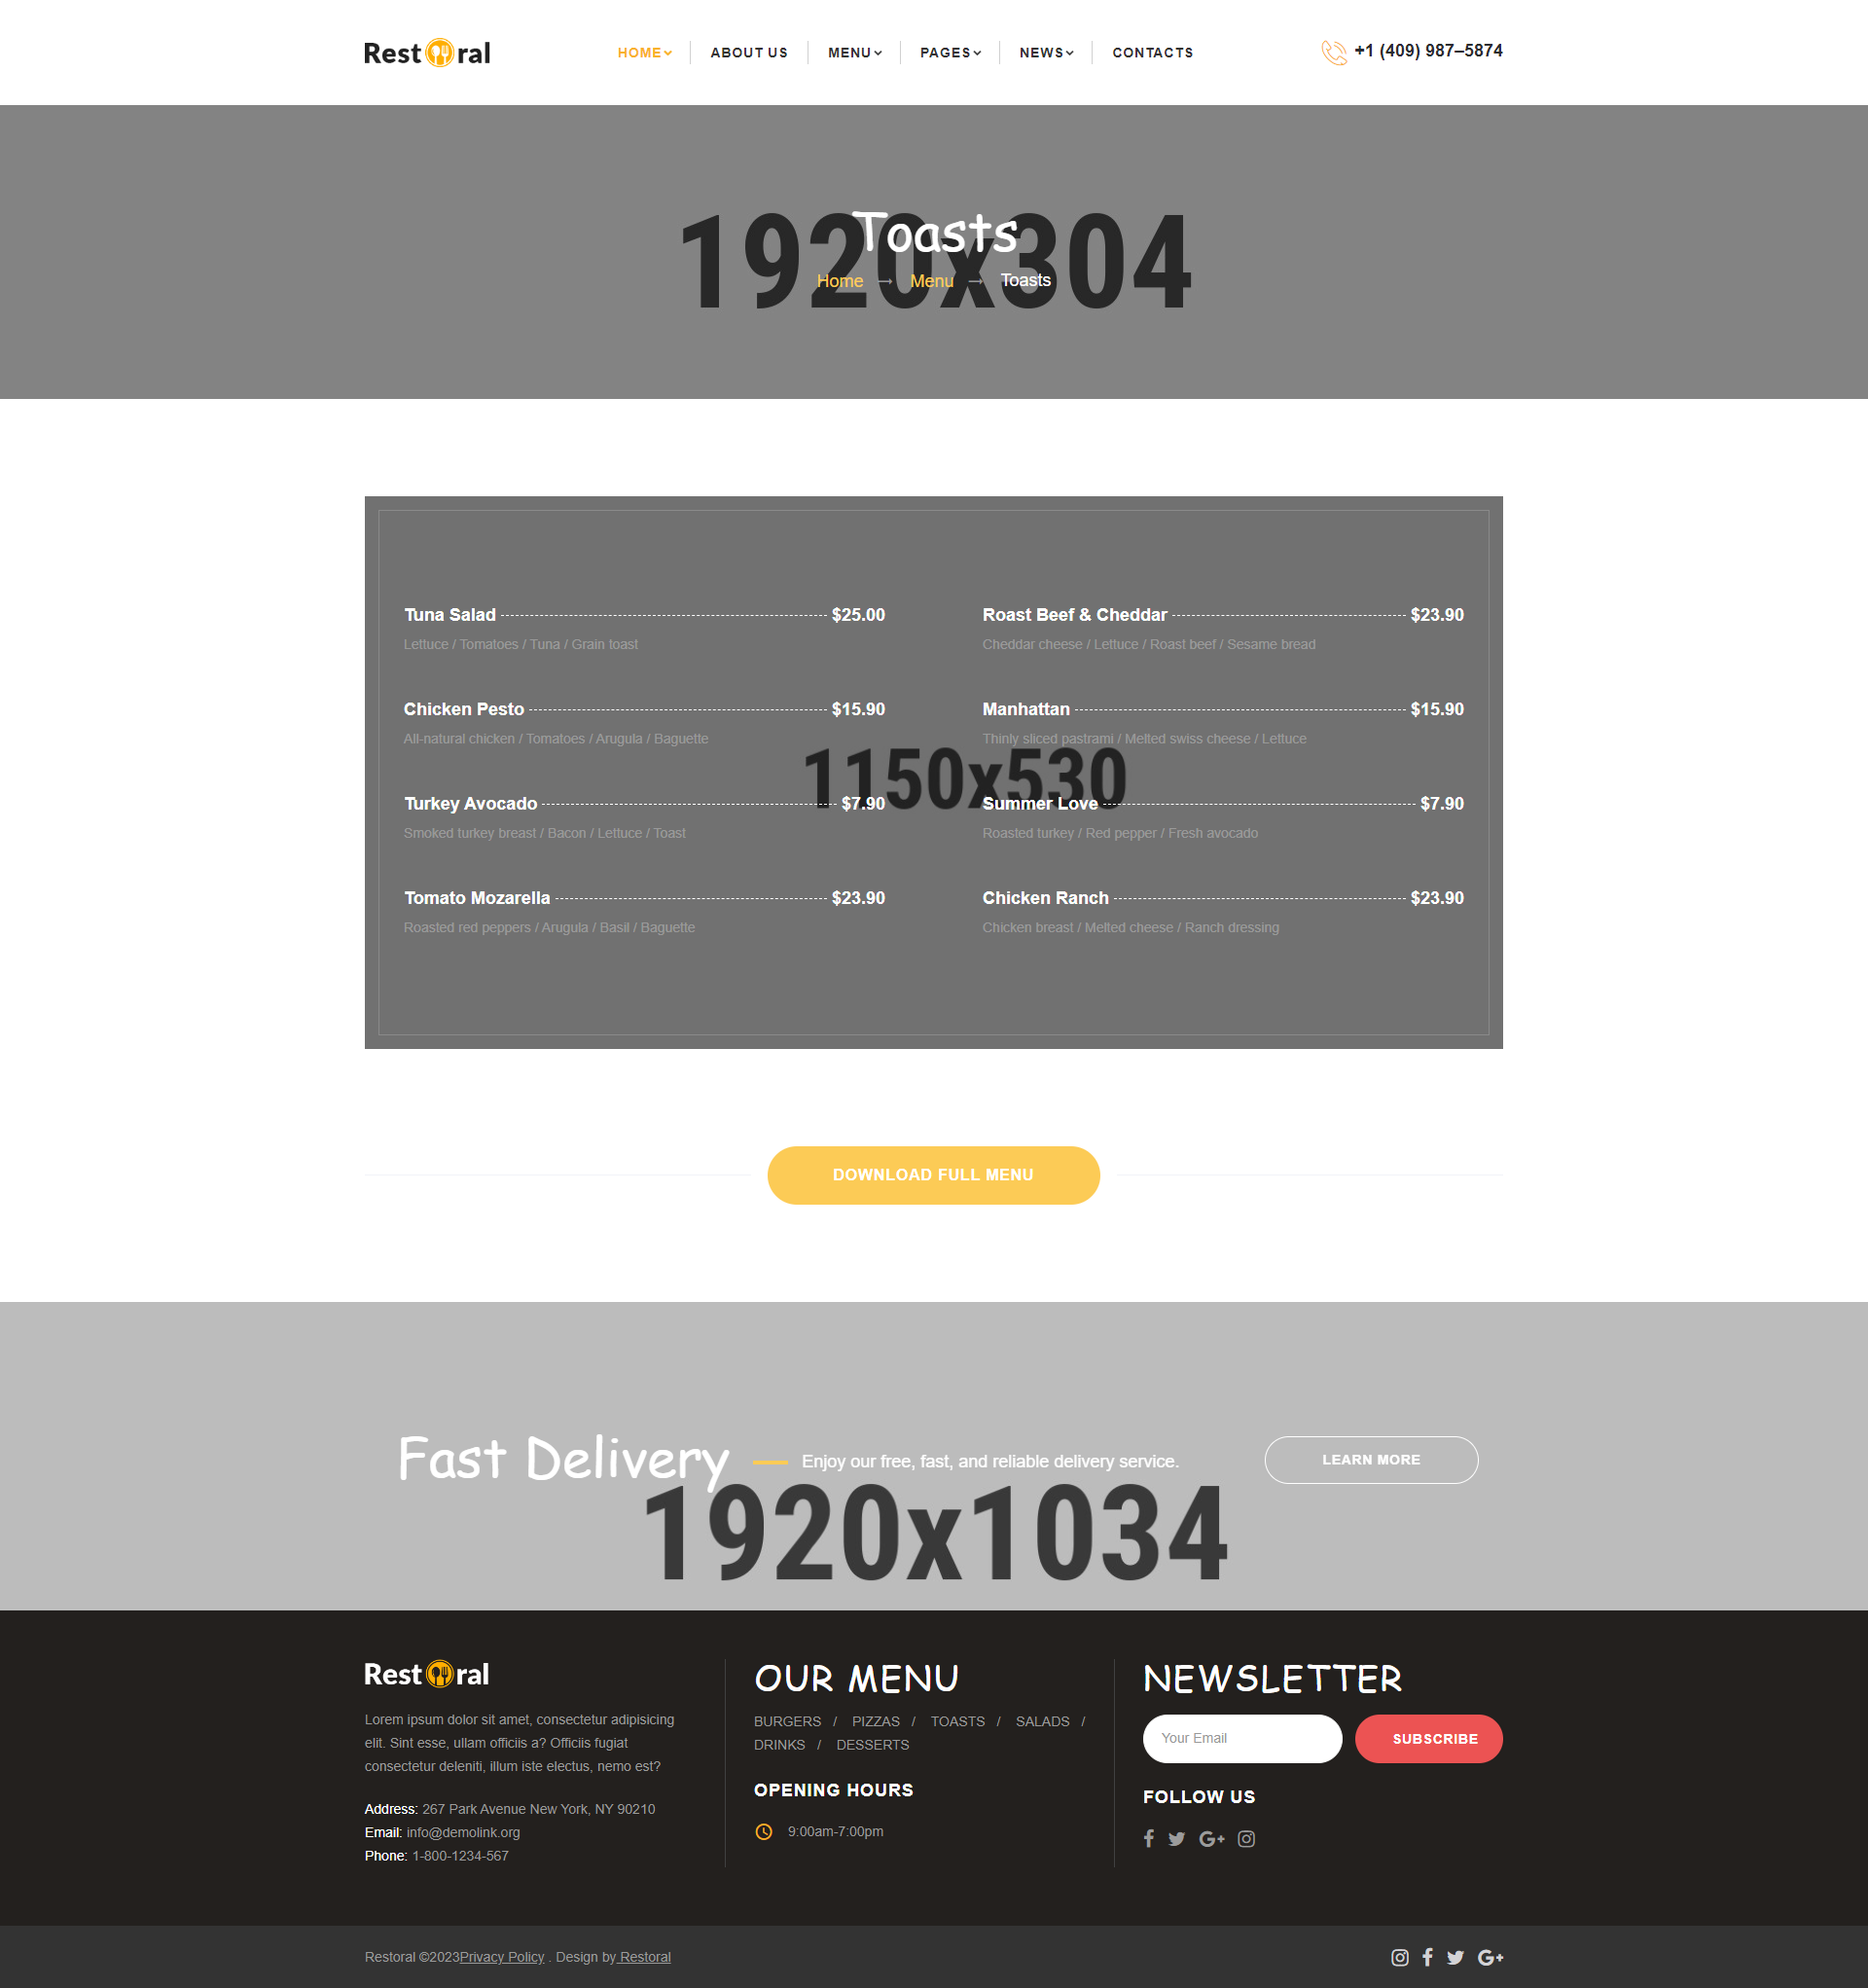 Rest ral
HOME ABOUT US MENU PAGES NEWS CONTACTS
+1 (409) 987–5874
1920x304
Toasts
Home → Menu → Toasts
Tuna Salad $25.00
Lettuce / Tomatoes / Tuna / Grain toast
Chicken Pesto $15.90
All-natural chicken / Tomatoes / Arugula / Baguette
Turkey Avocado $7.90
Smoked turkey breast / Bacon / Lettuce / Toast
Tomato Mozarella $23.90
Roasted red peppers / Arugula / Basil / Baguette
Roast Beef & Cheddar $23.90
Cheddar cheese / Lettuce / Roast beef / Sesame bread
Manhattan $15.90
Thinly sliced pastrami / Melted swiss cheese / Lettuce
1150x530
Summer Love $7.90
Roasted turkey / Red pepper / Fresh avocado
Chicken Ranch $23.90
Chicken breast / Melted cheese / Ranch dressing
DOWNLOAD FULL MENU
Fast Delivery
Enjoy our free, fast, and reliable delivery service.
LEARN MORE
1920x1034
Rest ral
Lorem ipsum dolor sit amet, consectetur adipisicing
elit. Sint esse, ullam officiis a? Officiis fugiat
consectetur deleniti, illum iste electus, nemo est?
Address: 267 Park Avenue New York, NY 90210
Email: info@demolink.org
Phone: 1-800-1234-567
OUR MENU
BURGERS / PIZZAS / TOASTS / SALADS /
DRINKS / DESSERTS
OPENING HOURS
9:00am-7:00pm
NEWSLETTER
Your Email
SUBSCRIBE
FOLLOW US
Restoral ©2023Privacy Policy . Design by Restoral